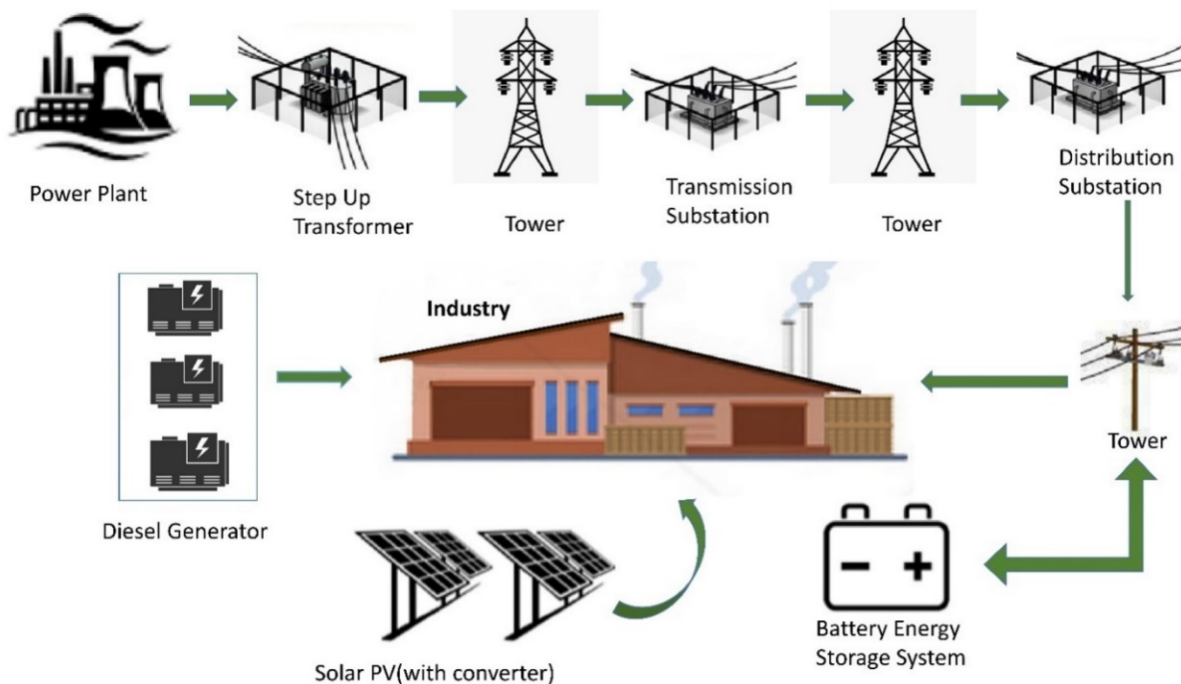 Power Plant
Step Up
Transformer
Tower
Transmission
Substation
Tower
Distribution
Substation
Industry
Diesel Generator
Tower
Solar PV(with converter)
Battery Energy
Storage System